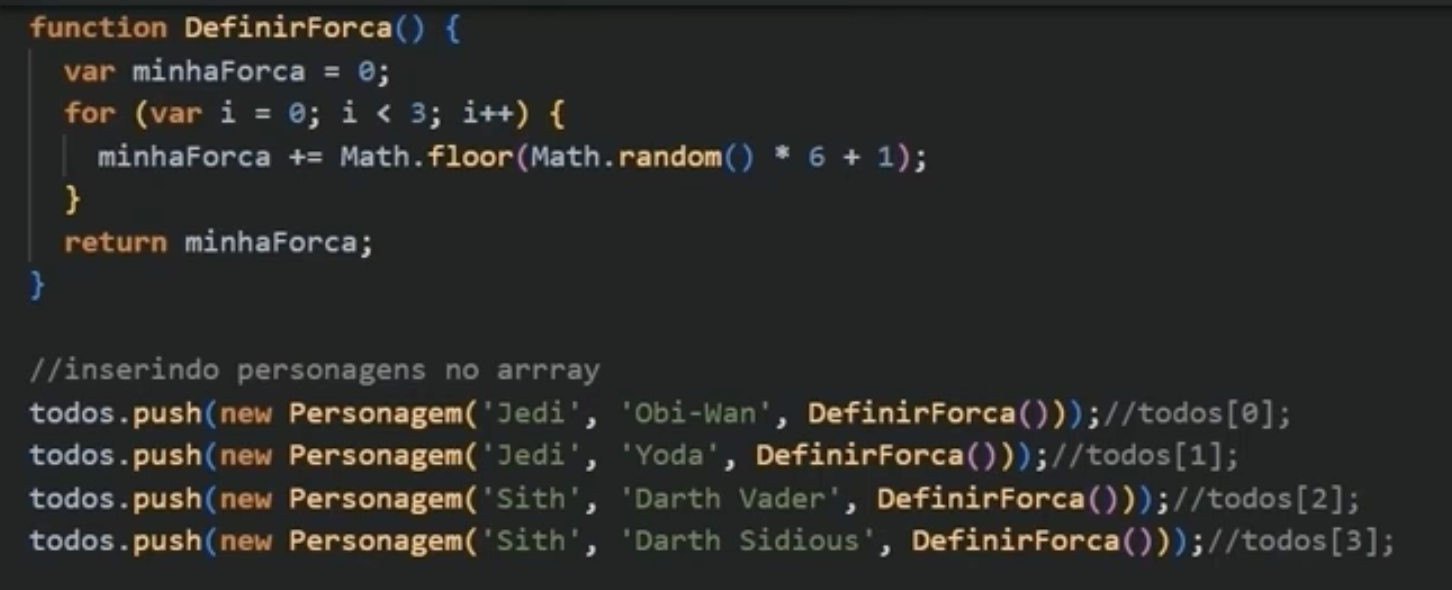 function DefinirForca() {
  var minhaForca = 0;
  for (var i = 0; i < 3; i++) {
    minhaForca += Math.floor(Math.random() * 6 + 1);
  }
  return minhaForca;
}

//inserindo personagens no arrray
todos.push(new Personagem('Jedi', 'Obi-Wan', DefinirForca()));//todos[0];
todos.push(new Personagem('Jedi', 'Yoda', DefinirForca()));//todos[1];
todos.push(new Personagem('Sith', 'Darth Vader', DefinirForca()));//todos[2];
todos.push(new Personagem('Sith', 'Darth Sidious', DefinirForca()));//todos[3];